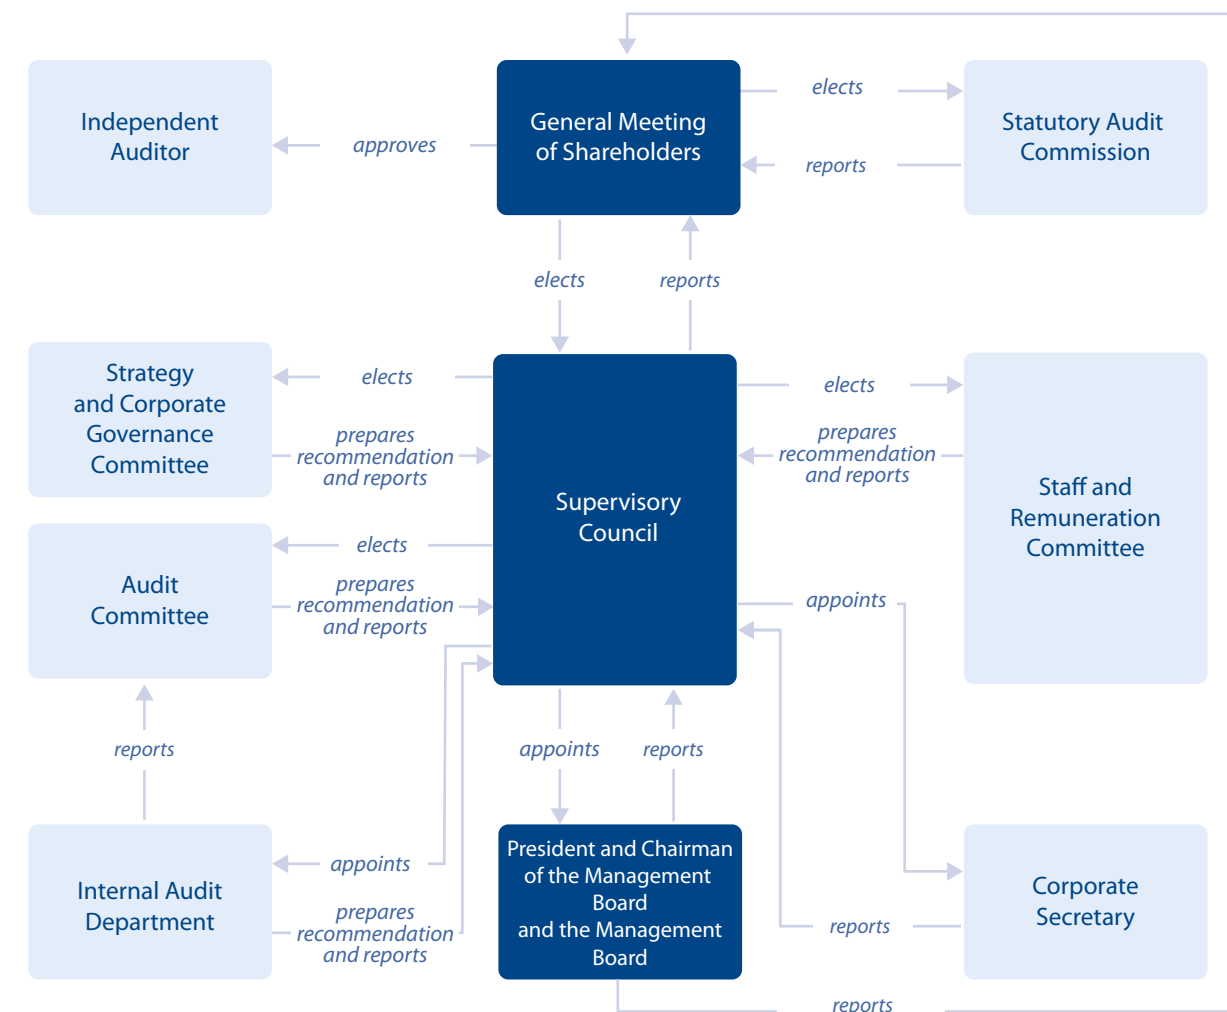 Independent
Auditor
approves
General Meeting
of Shareholders
elects
reports
Statutory Audit
Commission
elects
reports
Strategy
and Corporate
Governance
Committee
elects
prepares
recommendation
and reports
Audit
Committee
elects
prepares
recommendation
and reports
Supervisory
Council
elects
prepares
recommendation
and reports
Staff and
Remuneration
Committee
appoints
reports
appoints
reports
Internal Audit
Department
appoints
prepares
recommendation
and reports
President and Chairman
of the Management
Board
and the Management
Board
reports
Corporate
Secretary
reports